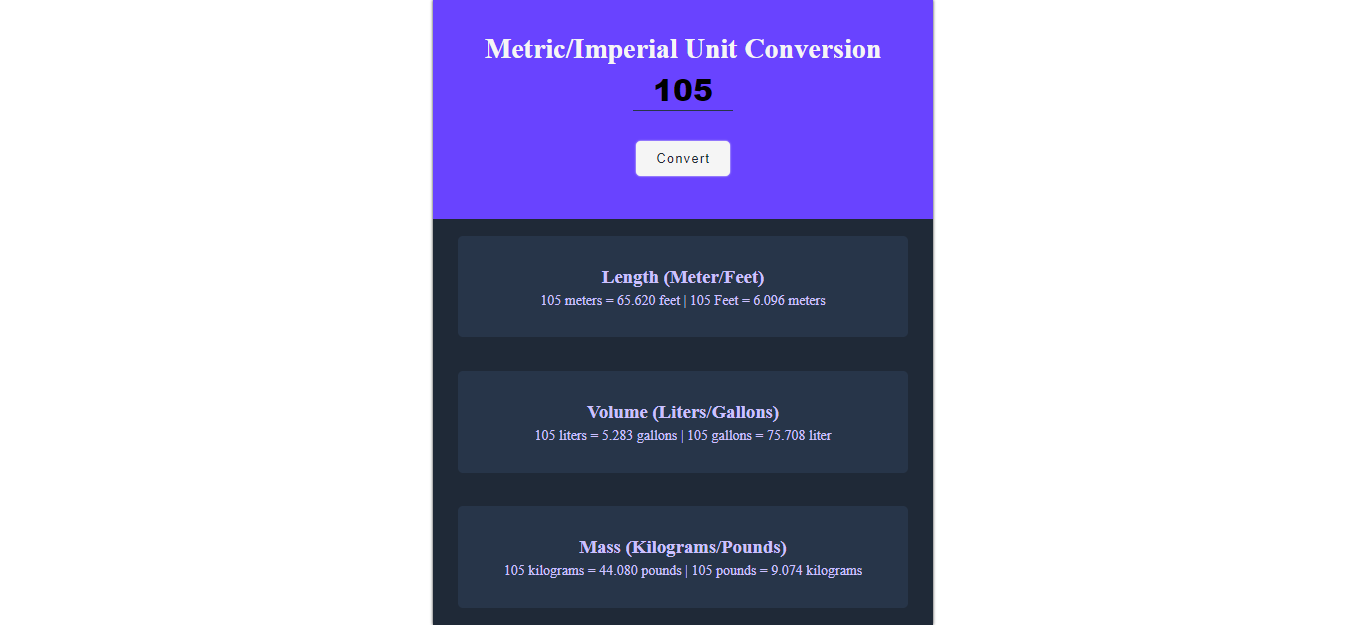 Metric/Imperial Unit Conversion
105
Convert
Length (Meter/Feet)
105 meters = 65.620 feet | 105 Feet = 6.096 meters
Volume (Liters/Gallons)
105 liters = 5.283 gallons | 105 gallons = 75.708 liter
Mass (Kilograms/Pounds)
105 kilograms = 44.080 pounds | 105 pounds = 9.074 kilograms